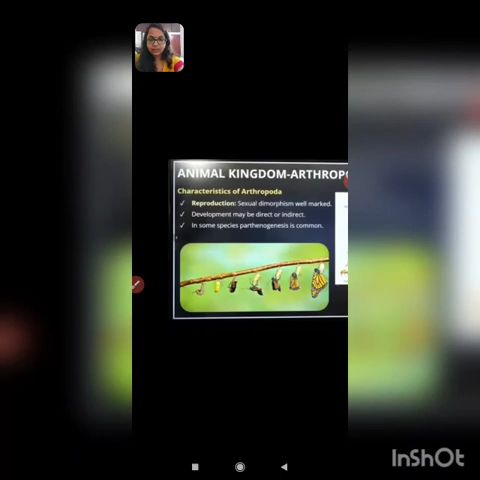 ANIMAL KINGDOM-ARTHROP
Characteristics of Arthropoda
✓ Reproduction: Sexual dimorphism well marked.
✓ Development may be direct or indirect.
✓ In some species parthenogenesis is common.
InShOt